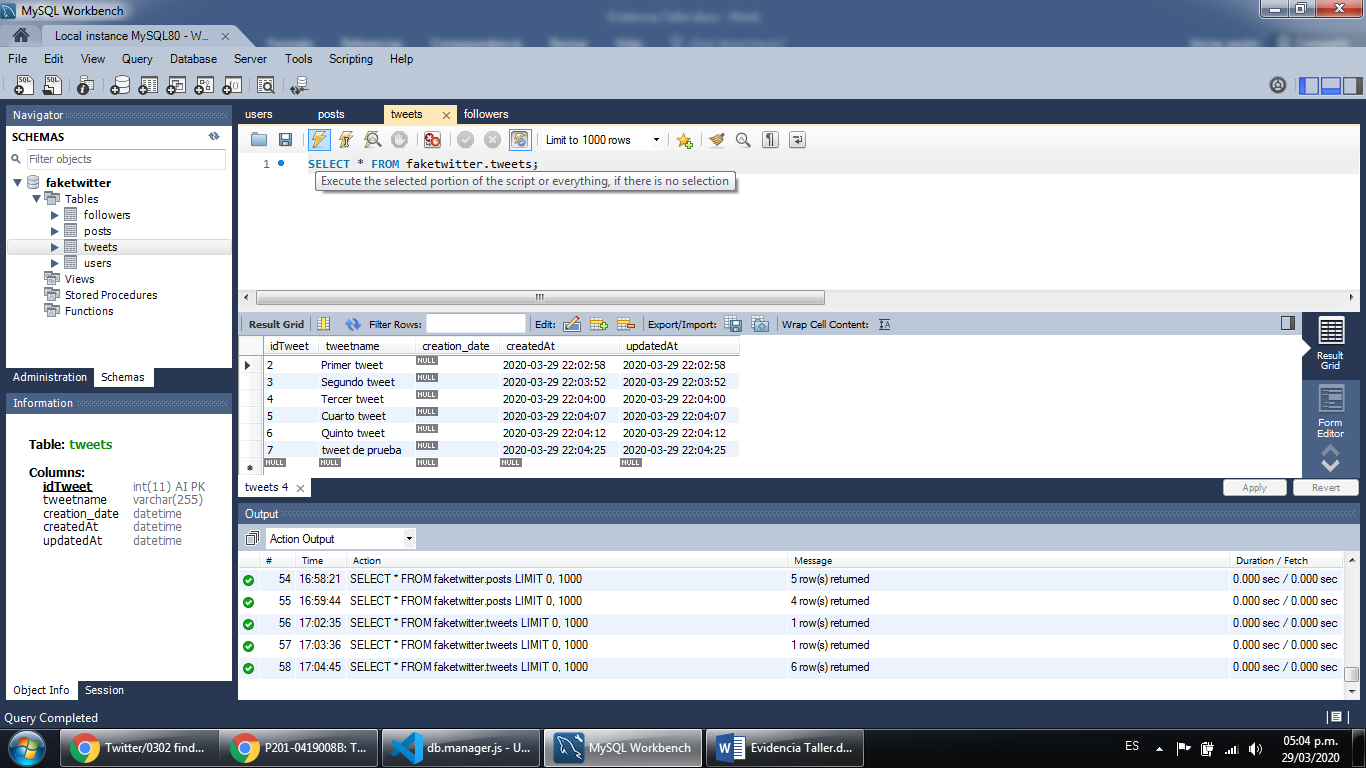 MySQL Workbench
Evidencia Taller.docx - Word
Local instance MySQL80 - W... ×
File Edit View Query Database Server Tools Scripting Help
Navigator
SCHEMAS
Filter objects
faketwitter
Tables
followers
posts
tweets
users
Views
Stored Procedures
Functions
Administration Schemas
Information
Table: tweets
Columns:
idTweet int(11) AI PK
tweetname varchar(255)
creation_date datetime
createdAt datetime
updatedAt datetime
Object Info Session
users posts tweets × followers
Limit to 1000 rows
1 SELECT * FROM faketwitter.tweets;
Execute the selected portion of the script or everything, if there is no selection
Result Grid Filter Rows: Edit: Export/Import: Wrap Cell Content:
idTweet tweetname creation_date createdAt updatedAt
2 Primer tweet NULL 2020-03-29 22:02:58 2020-03-29 22:02:58
3 Segundo tweet NULL 2020-03-29 22:03:52 2020-03-29 22:03:52
4 Tercer tweet NULL 2020-03-29 22:04:00 2020-03-29 22:04:00
5 Cuarto tweet NULL 2020-03-29 22:04:07 2020-03-29 22:04:07
6 Quinto tweet NULL 2020-03-29 22:04:12 2020-03-29 22:04:12
7 tweet de prueba NULL 2020-03-29 22:04:25 2020-03-29 22:04:25
NULL NULL NULL NULL NULL
Result
Grid
Form
Editor
tweets 4 ×
Apply Revert
Output
Action Output
# Time Action Message Duration / Fetch
54 16:58:21 SELECT * FROM faketwitter.posts LIMIT 0, 1000 5 row(s) returned 0.000 sec / 0.000 sec
55 16:59:44 SELECT * FROM faketwitter.posts LIMIT 0, 1000 4 row(s) returned 0.000 sec / 0.000 sec
56 17:02:35 SELECT * FROM faketwitter.tweets LIMIT 0, 1000 1 row(s) returned 0.000 sec / 0.000 sec
57 17:03:36 SELECT * FROM faketwitter.tweets LIMIT 0, 1000 1 row(s) returned 0.000 sec / 0.000 sec
58 17:04:45 SELECT * FROM faketwitter.tweets LIMIT 0, 1000 6 row(s) returned 0.000 sec / 0.000 sec
Query Completed
Twitter/0302 find... P201-0419008B: T... db.manager.js - U... MySQL Workbench Evidencia Taller.d...
ES
05:04 p.m.
29/03/2020